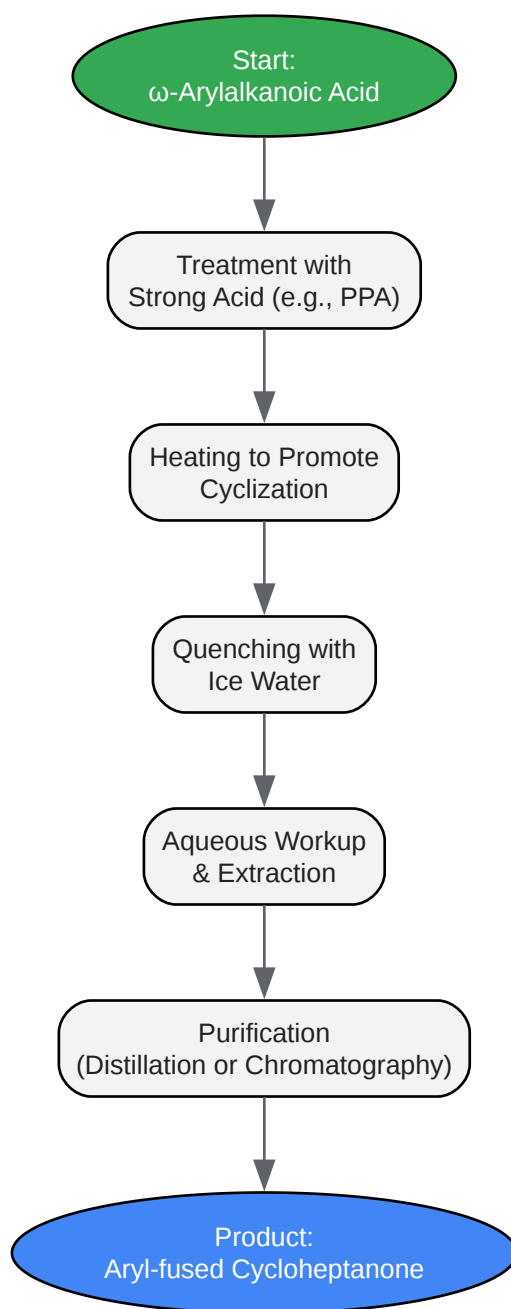 Start:
ω-Arylalkanoic Acid
Treatment with
Strong Acid (e.g., PPA)
Heating to Promote
Cyclization
Quenching with
Ice Water
Aqueous Workup
& Extraction
Purification
(Distillation or Chromatography)
Product:
Aryl-fused Cycloheptanone